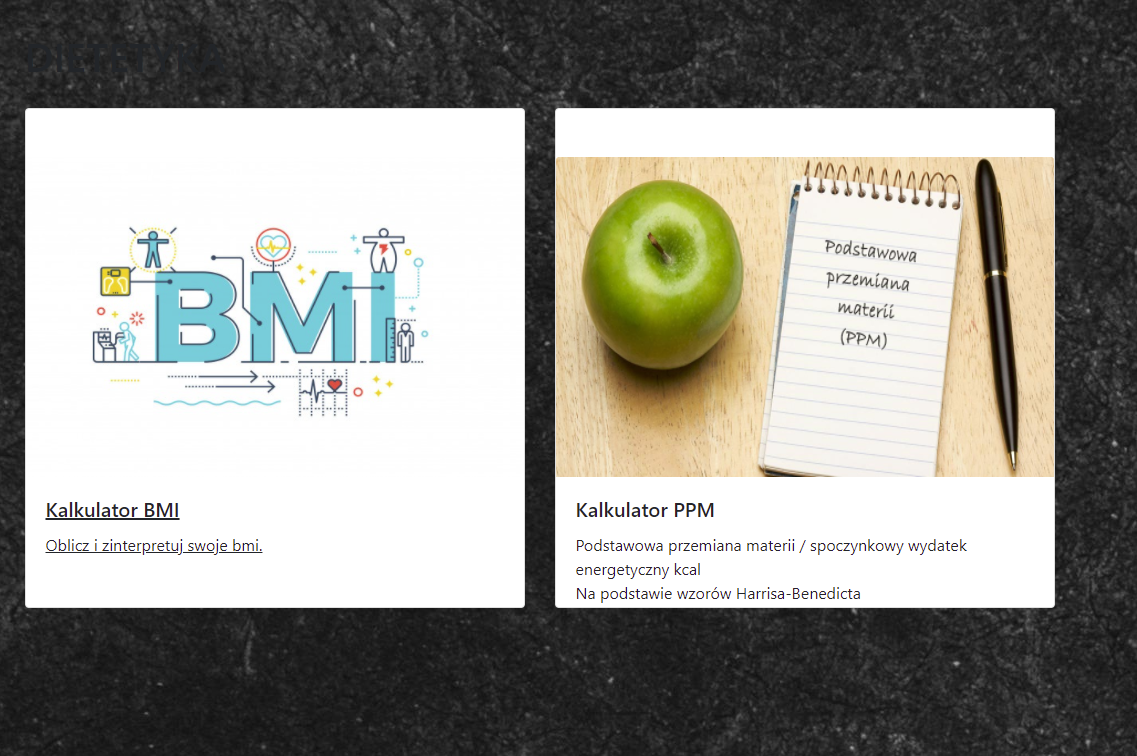 BMI
Podstawowa
przemiana
materii
(PPM)
Kalkulator BMI
Oblicz i zinterpretuj swoje bmi.
Kalkulator PPM
Podstawowa przemiana materii / spoczynkowy wydatek
energetyczny kcal
Na podstawie wzorów Harrisa-Benedicta